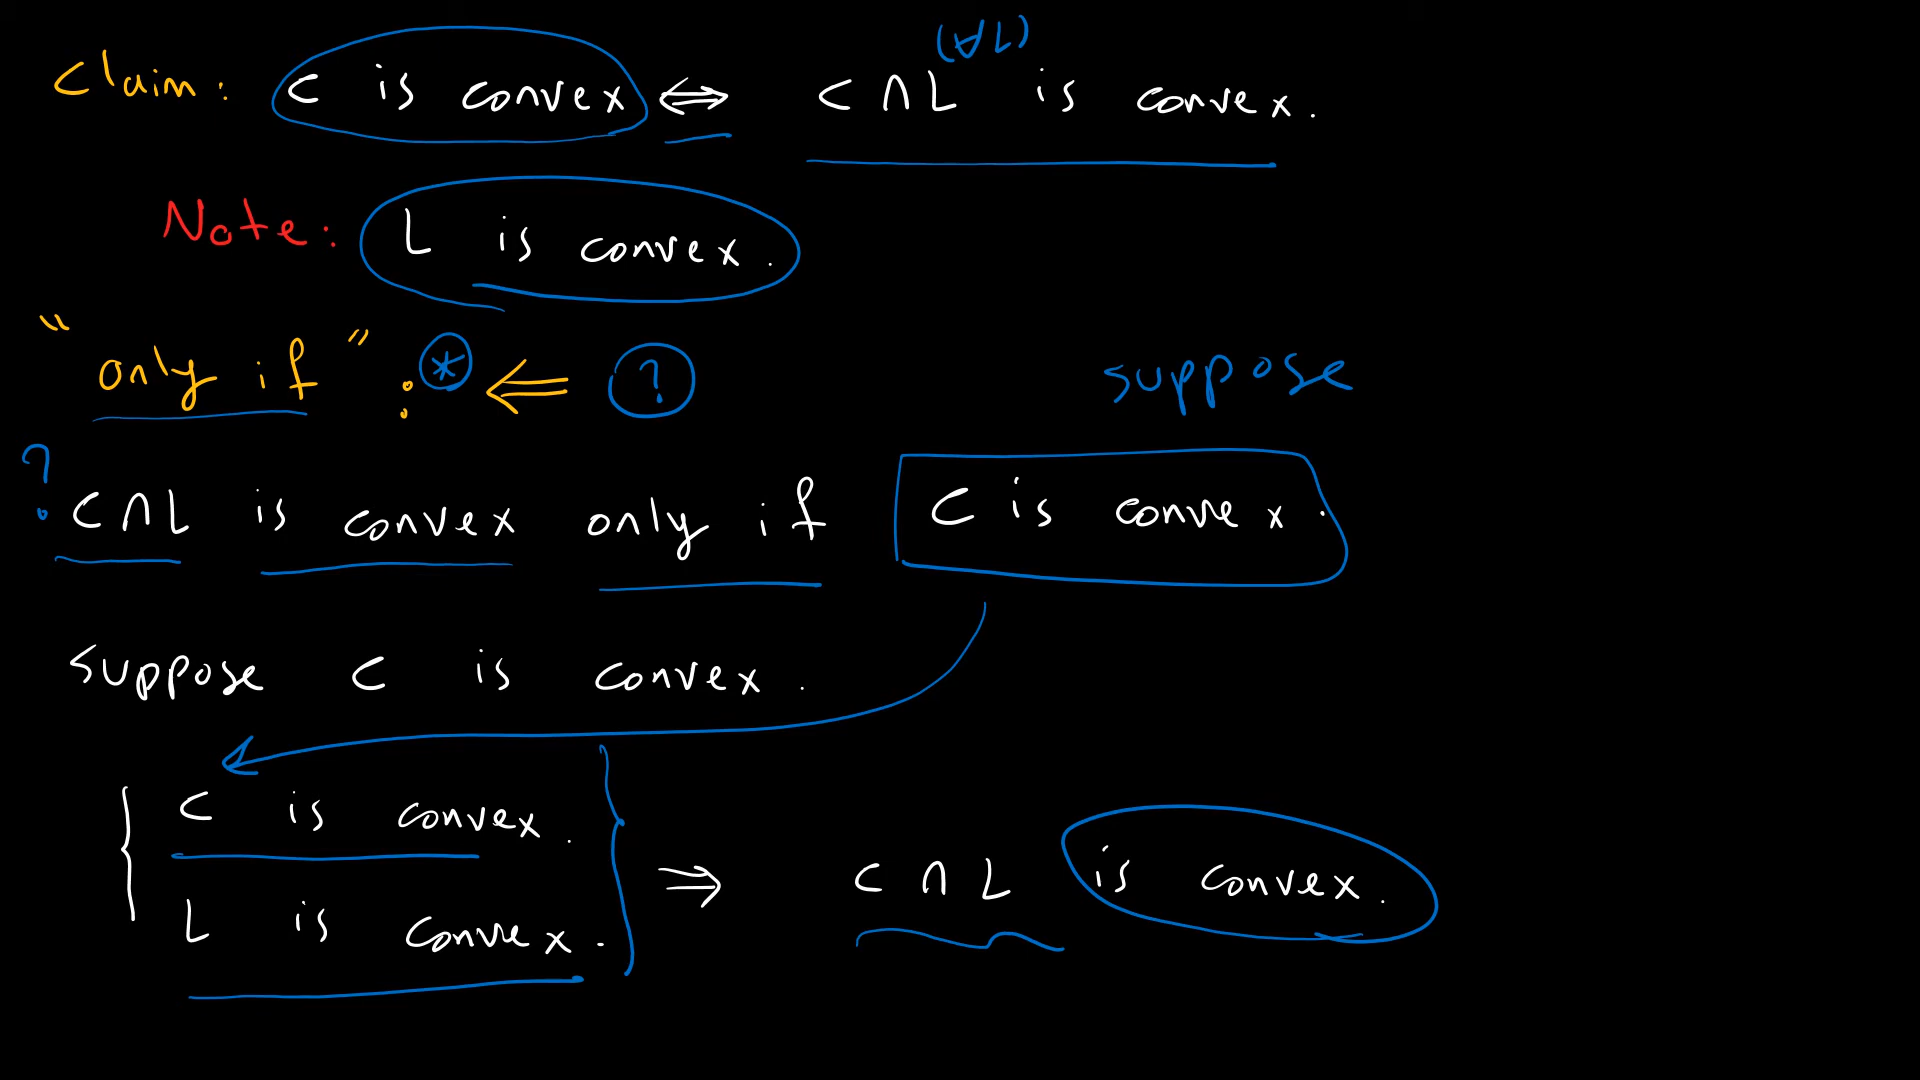 (∀L)
Claim: C is convex ⇔ C∩L is convex.
Note: L is convex.
"only if" : * ⇐ ?
suppose
? C∩L is convex only if C is convex.
suppose C is convex.
C is convex.
L is convex. ⇒ C∩L is convex.